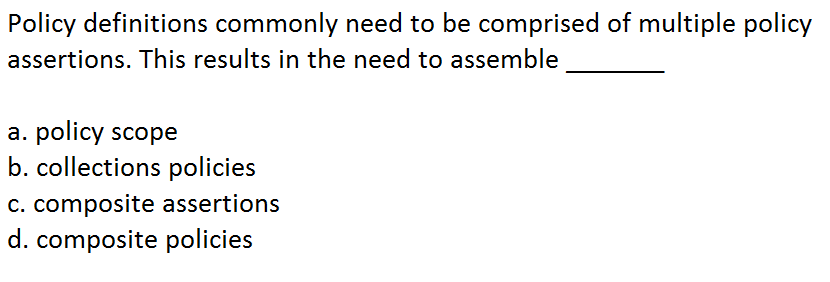 Policy definitions commonly need to be comprised of multiple policy
assertions. This results in the need to assemble _______
a. policy scope
b. collections policies
c. composite assertions
d. composite policies